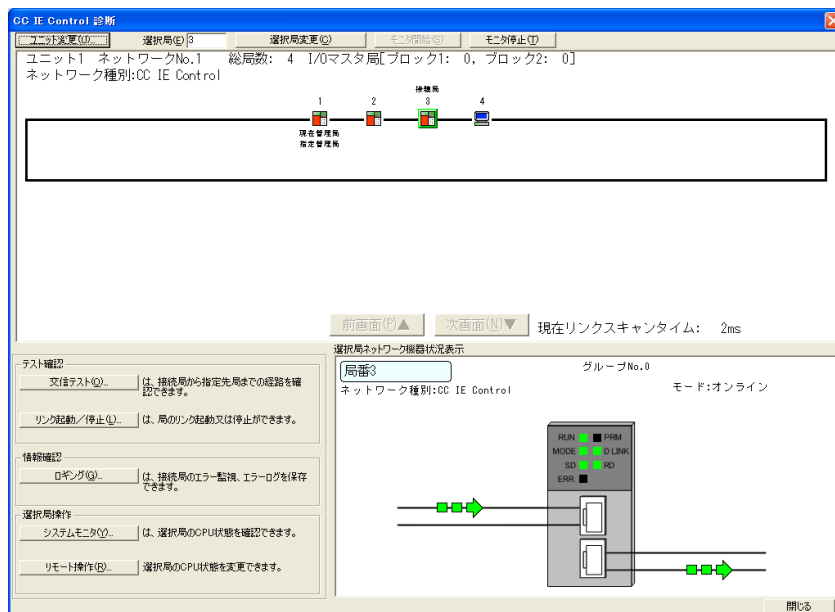 CC IE Control 診断
ユニット変更(U)... 選択局(E) 3 選択局変更(C) モニタ開始(S) モニタ停止(T)
ユニット1 ネットワークNo.1 総局数: 4 I/Oマスタ局[ブロック1: 0, ブロック2: 0]
ネットワーク種別:CC IE Control
接続局
1 2 3 4
現在管理局
指定管理局
前画面(P)▲ 次画面(N)▼ 現在リンクスキャンタイム: 2ms
テスト確認
交信テスト(O)... は、接続局から指定先局までの経路を確
認できます。
リンク起動/停止(L)... は、局のリンク起動又は停止ができます。
情報確認
ロギング(G)... は、接続局のエラー監視、エラーログを保存
できます。
選択局操作
システムモニタ(Y)... は、選択局のCPU状態を確認できます。
リモート操作(R)... 選択局のCPU状態を変更できます。
選択局ネットワーク機器状況表示
局番3 グループNo.0
ネットワーク種別:CC IE Control モード:オンライン
RUN PRM
MODE D LINK
SD RD
ERR.
閉じる